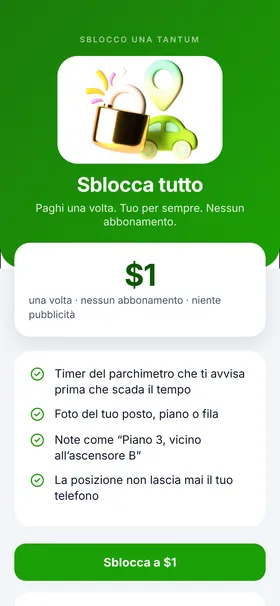 SBLOCCO UNA TANTUM
Sblocca tutto
Paghi una volta. Tuo per sempre. Nessun
abbonamento.
$1
una volta · nessun abbonamento · niente
pubblicità
Timer del parchimetro che ti avvisa
prima che scada il tempo
Foto del tuo posto, piano o fila
Note come “Piano 3, vicino
all’ascensore B”
La posizione non lascia mai il tuo
telefono
Sblocca a $1